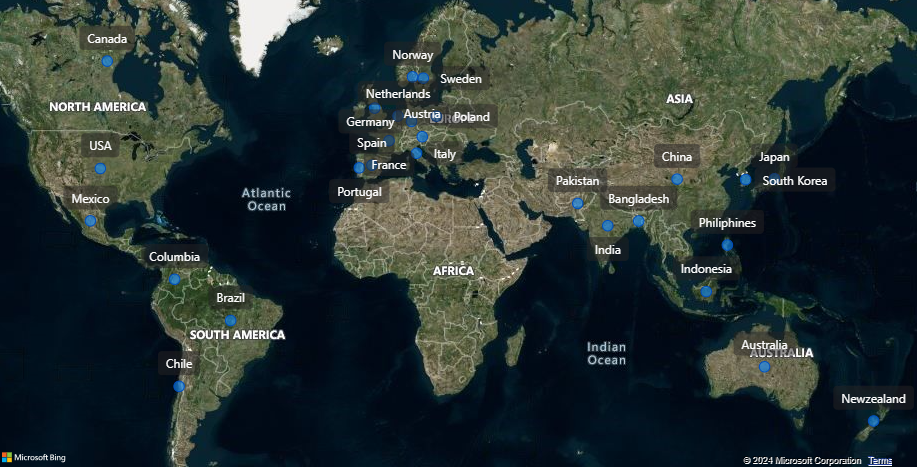 Canada
Norway
Sweden
Netherlands
NORTH AMERICA
ASIA
Germany
Austria
Poland
USA
Spain
Italy
China
Japan
France
South Korea
Mexico
Portugal
Atlantic
Ocean
Pakistan
Bangladesh
Philiphines
India
Columbia
AFRICA
Indonesia
Brazil
SOUTH AMERICA
Indian
Ocean
Australia
AUSTRALIA
Chile
Newzealand
Microsoft Bing
© 2024 Microsoft Corporation Terms